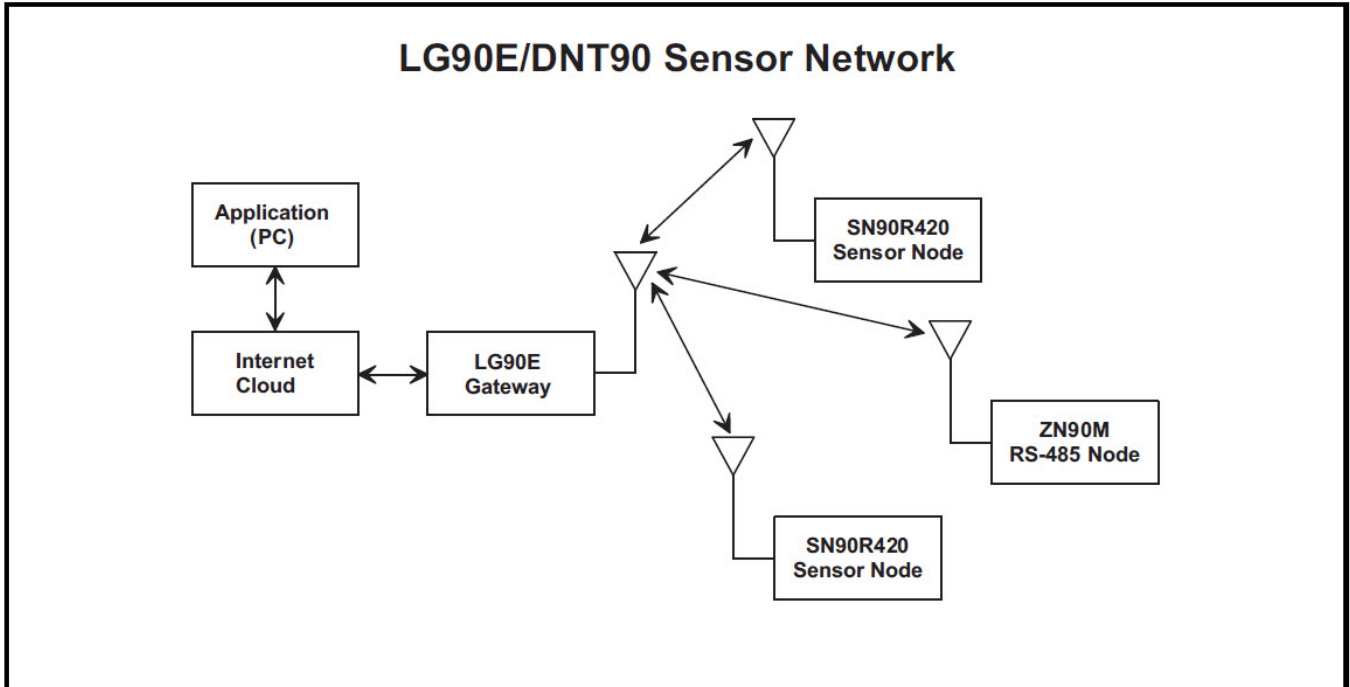 LG90E/DNT90 Sensor Network
Application
(PC)
Internet
Cloud
LG90E
Gateway
SN90R420
Sensor Node
ZN90M
RS-485 Node
SN90R420
Sensor Node